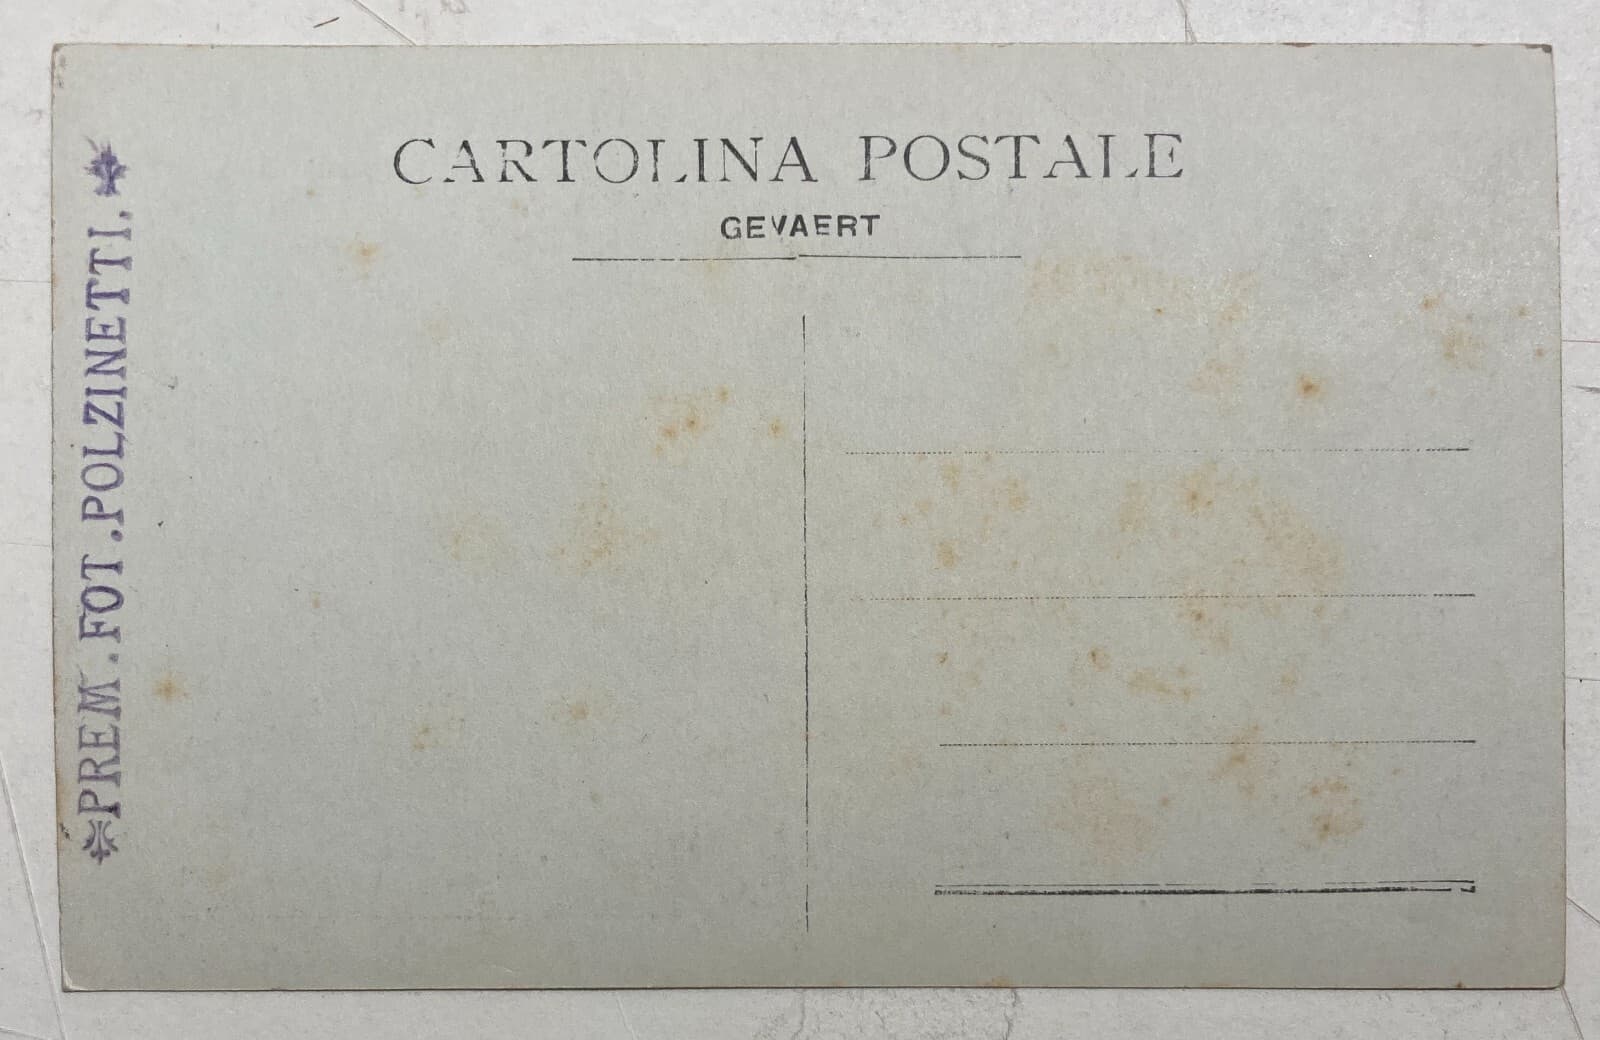 CARTOLINA POSTALE
GEVAERT
PREM.FOT.POLZINETTI.